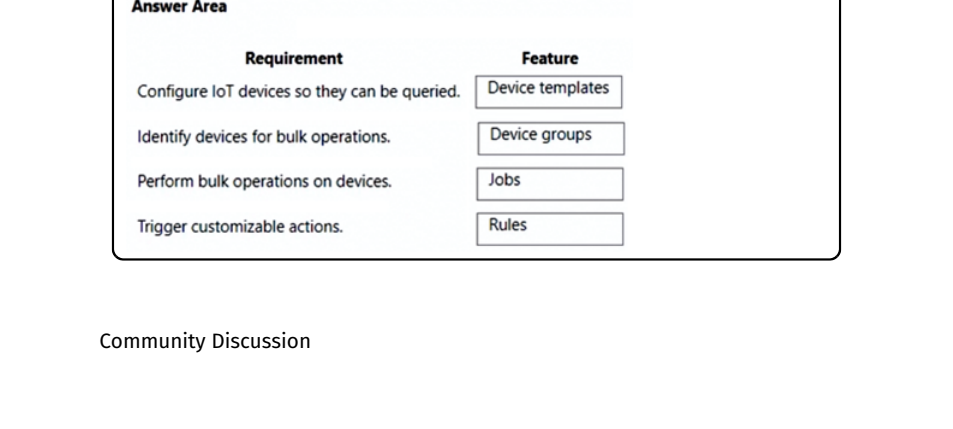 Answer Area
Requirement Feature
Configure IoT devices so they can be queried. Device templates
Identify devices for bulk operations. Device groups
Perform bulk operations on devices. Jobs
Trigger customizable actions. Rules
Community Discussion